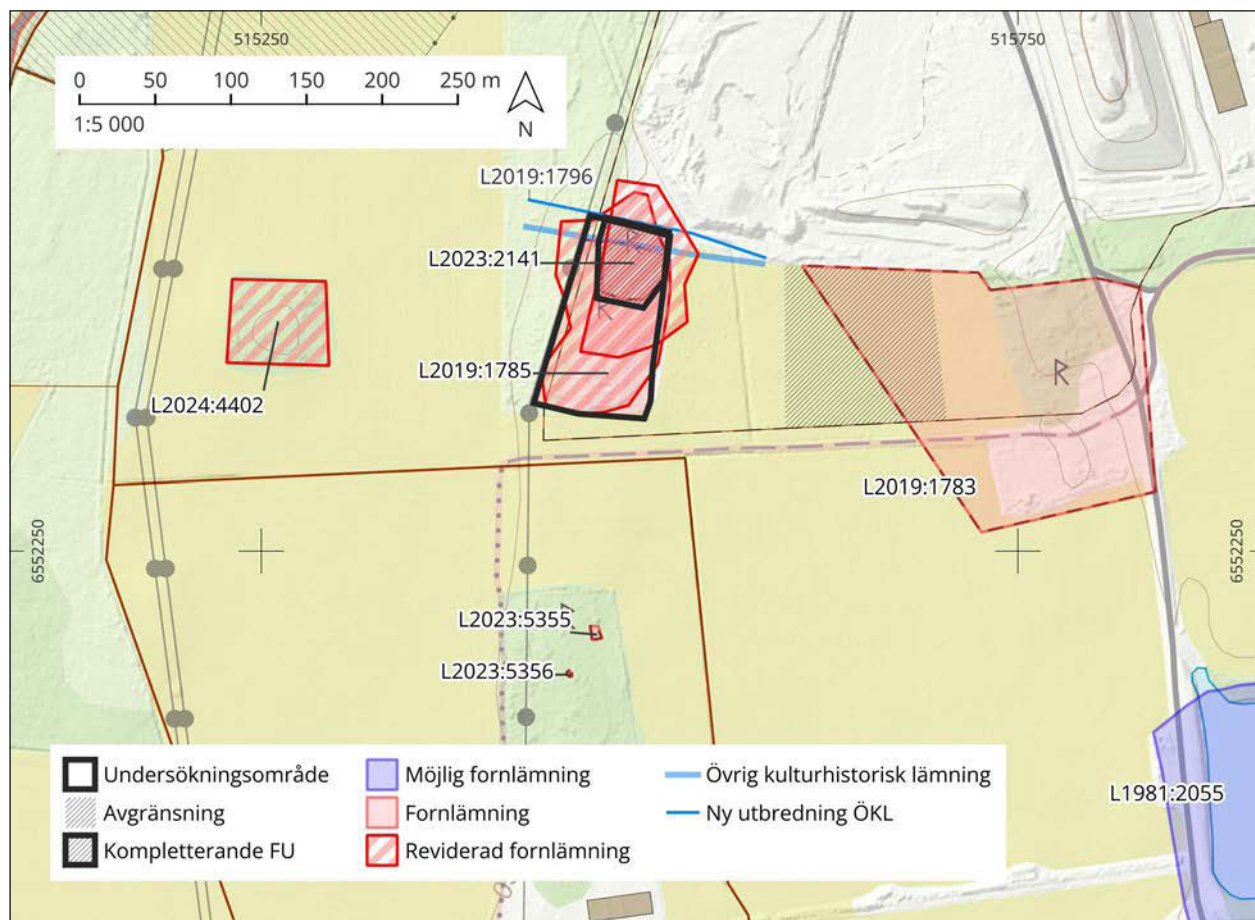 515250
515750
0 50 100 150 200 250 m
1:5 000
N
L2019:1796
L2023:2141
L2019:1785
L2024:4402
R
L2019:1783
6552250
6552250
L2023:5355
L2023:5356
L1981:2055
Undersökningsområde
Avgränsning
Kompletterande FU
Möjlig fornlämning
Fornlämning
Reviderad fornlämning
Övrig kulturhistorisk lämning
Ny utbredning ÖKL